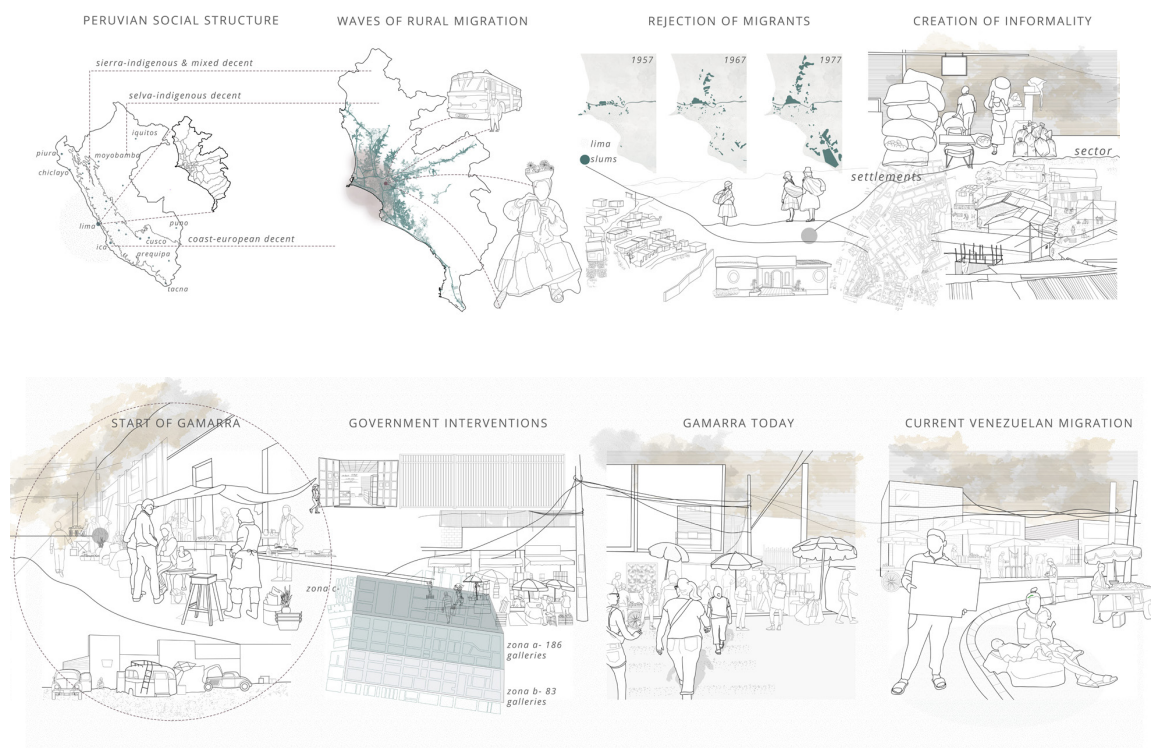 PERUVIAN SOCIAL STRUCTURE
WAVES OF RURAL MIGRATION
REJECTION OF MIGRANTS
CREATION OF INFORMALITY
sierra-indigenous & mixed decent
selva-indigenous decent
iquitos
piura
moyobamba
chiclayo
lima
puno
ica
cusco
arequipa
tacna
coast-european decent
1957
1967
1977
lima
slums
settlements
sector
START OF GAMARRA
GOVERNMENT INTERVENTIONS
GAMARRA TODAY
CURRENT VENEZUELAN MIGRATION
zona c-
zona a- 186
galleries
zona b- 83
galleries